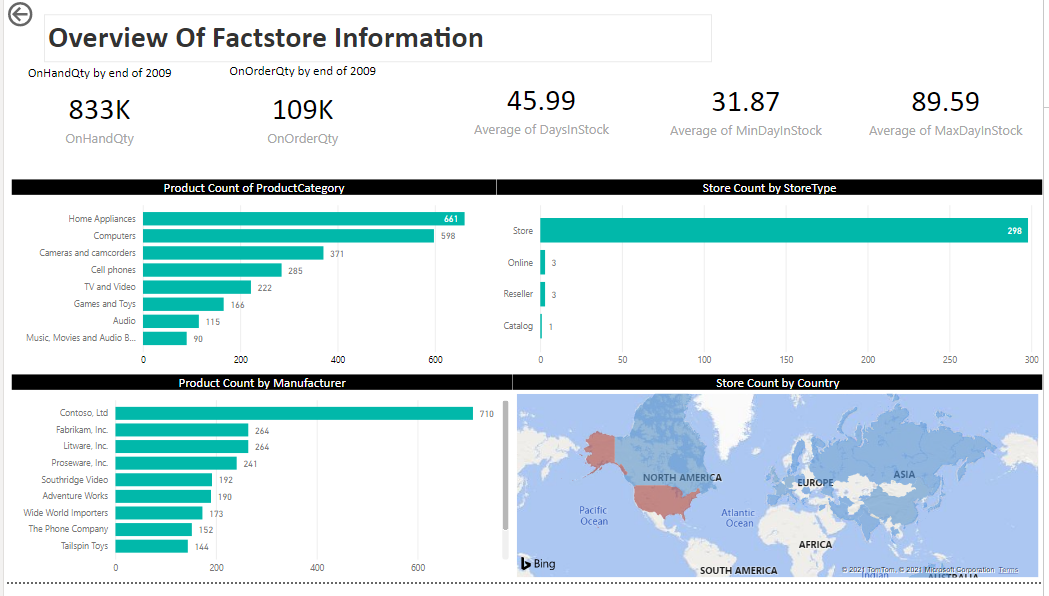 Overview Of Factstore Information
OnHandQty by end of 2009
OnOrderQty by end of 2009
833K
OnHandQty
109K
OnOrderQty
45.99
Average of DaysInStock
31.87
Average of MinDayInStock
89.59
Average of MaxDayInStock
Product Count of ProductCategory
Home Appliances 661
Computers 598
Cameras and camcorders 371
Cell phones 285
TV and Video 222
Games and Toys 166
Audio 115
Music, Movies and Audio B... 90
0 200 400 600
Store Count by StoreType
Store 298
Online 3
Reseller 3
Catalog 1
0 50 100 150 200 250 300
Product Count by Manufacturer
Contoso, Ltd 710
Fabrikam, Inc. 264
Litware, Inc. 264
Proseware, Inc. 241
Southridge Video 192
Adventure Works 190
Wide World Importers 173
The Phone Company 152
Tailspin Toys 144
0 200 400 600
Store Count by Country
NORTH AMERICA
EUROPE
ASIA
Pacific
Ocean
Atlantic
Ocean
AFRICA
SOUTH AMERICA
Bing
© 2021 TomTom, © 2021 Microsoft Corporation Terms
Indian
AUSTRALIA